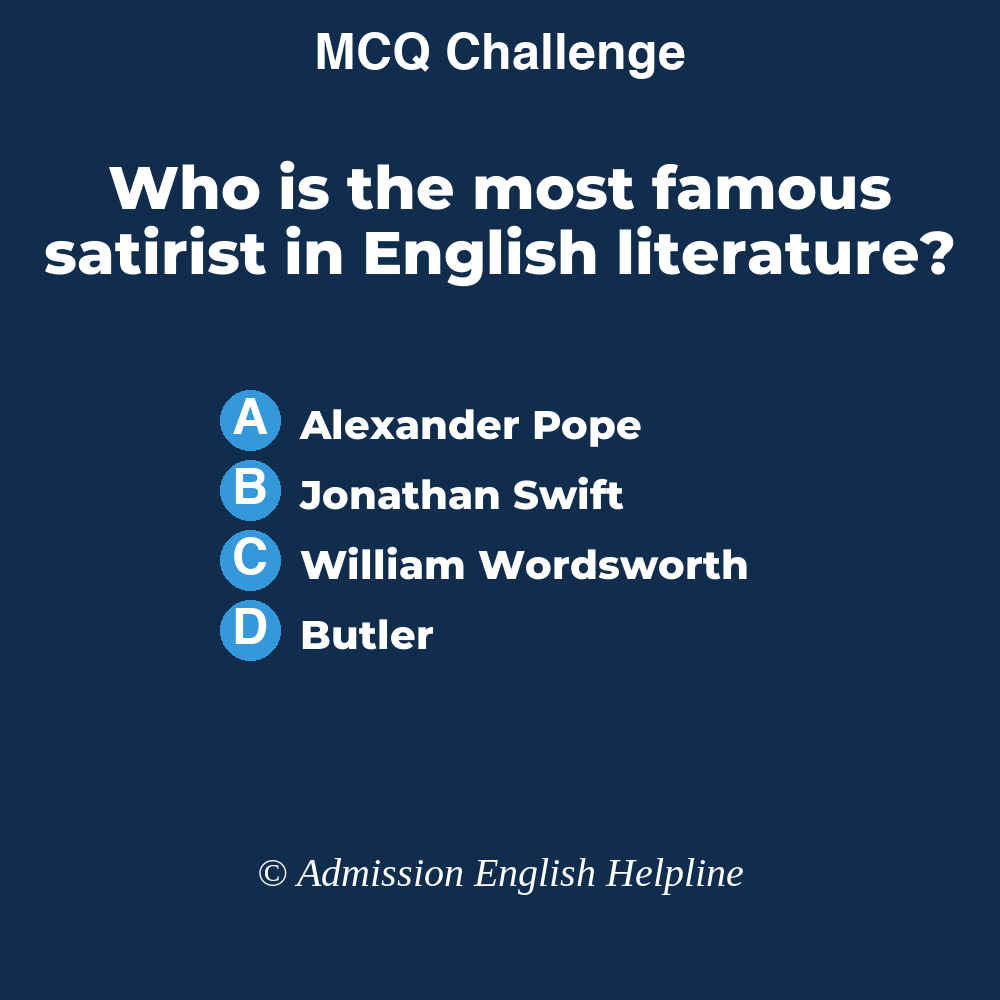 MCQ Challenge
Who is the most famous
satirist in English literature?
A Alexander Pope
B Jonathan Swift
C William Wordsworth
D Butler
© Admission English Helpline